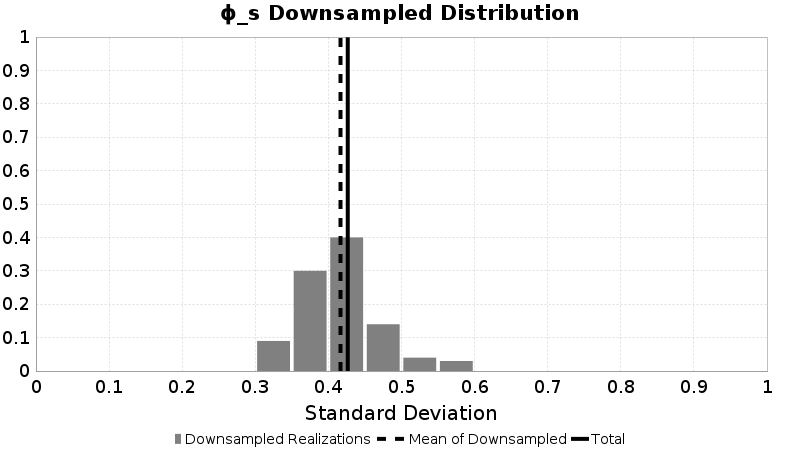 ϕ_s Downsampled Distribution
1
0.9
0.8
0.7
0.6
0.5
0.4
0.3
0.2
0.1
0
0 0.1 0.2 0.3 0.4 0.5 0.6 0.7 0.8 0.9 1
Standard Deviation
Downsampled Realizations Mean of Downsampled Total